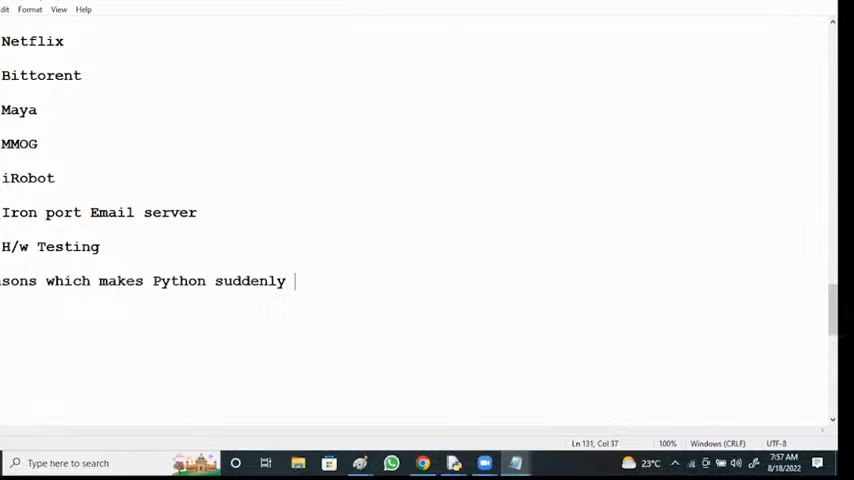 dit Format View Help
Netflix
Bittorent
Maya
MMOG
iRobot
Iron port Email server
H/w Testing
sons which makes Python suddenly
Ln 131, Col 37 100% Windows (CRLF) UTF-8
Type here to search 23°C 7:57 AM
8/18/2022